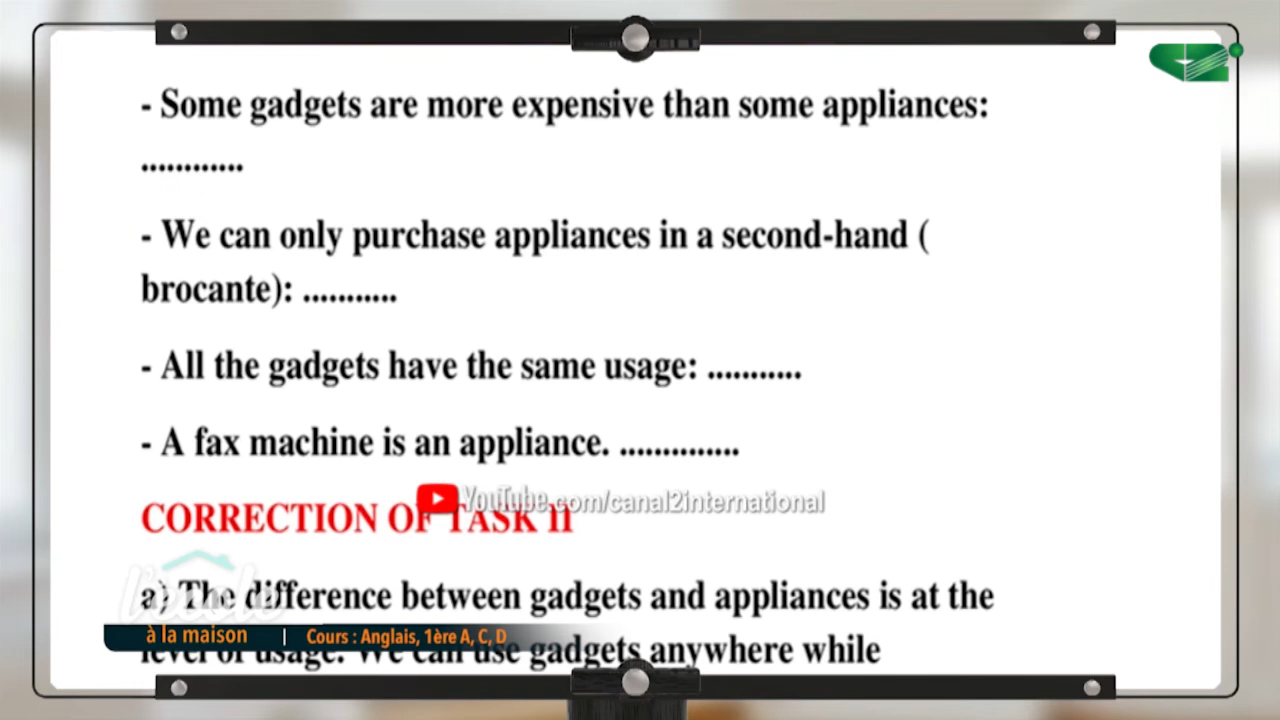 - Some gadgets are more expensive than some appliances:
............
- We can only purchase appliances in a second-hand (
brocante): ...........
- All the gadgets have the same usage: ...........
- A fax machine is an appliance. ..............
YouTube.com/canal2international
CORRECTION OF TASK II
a) The difference between gadgets and appliances is at the
l'école
à la maison | Cours : Anglais, 1ère A, C, D
level of usage. We can use gadgets anywhere while